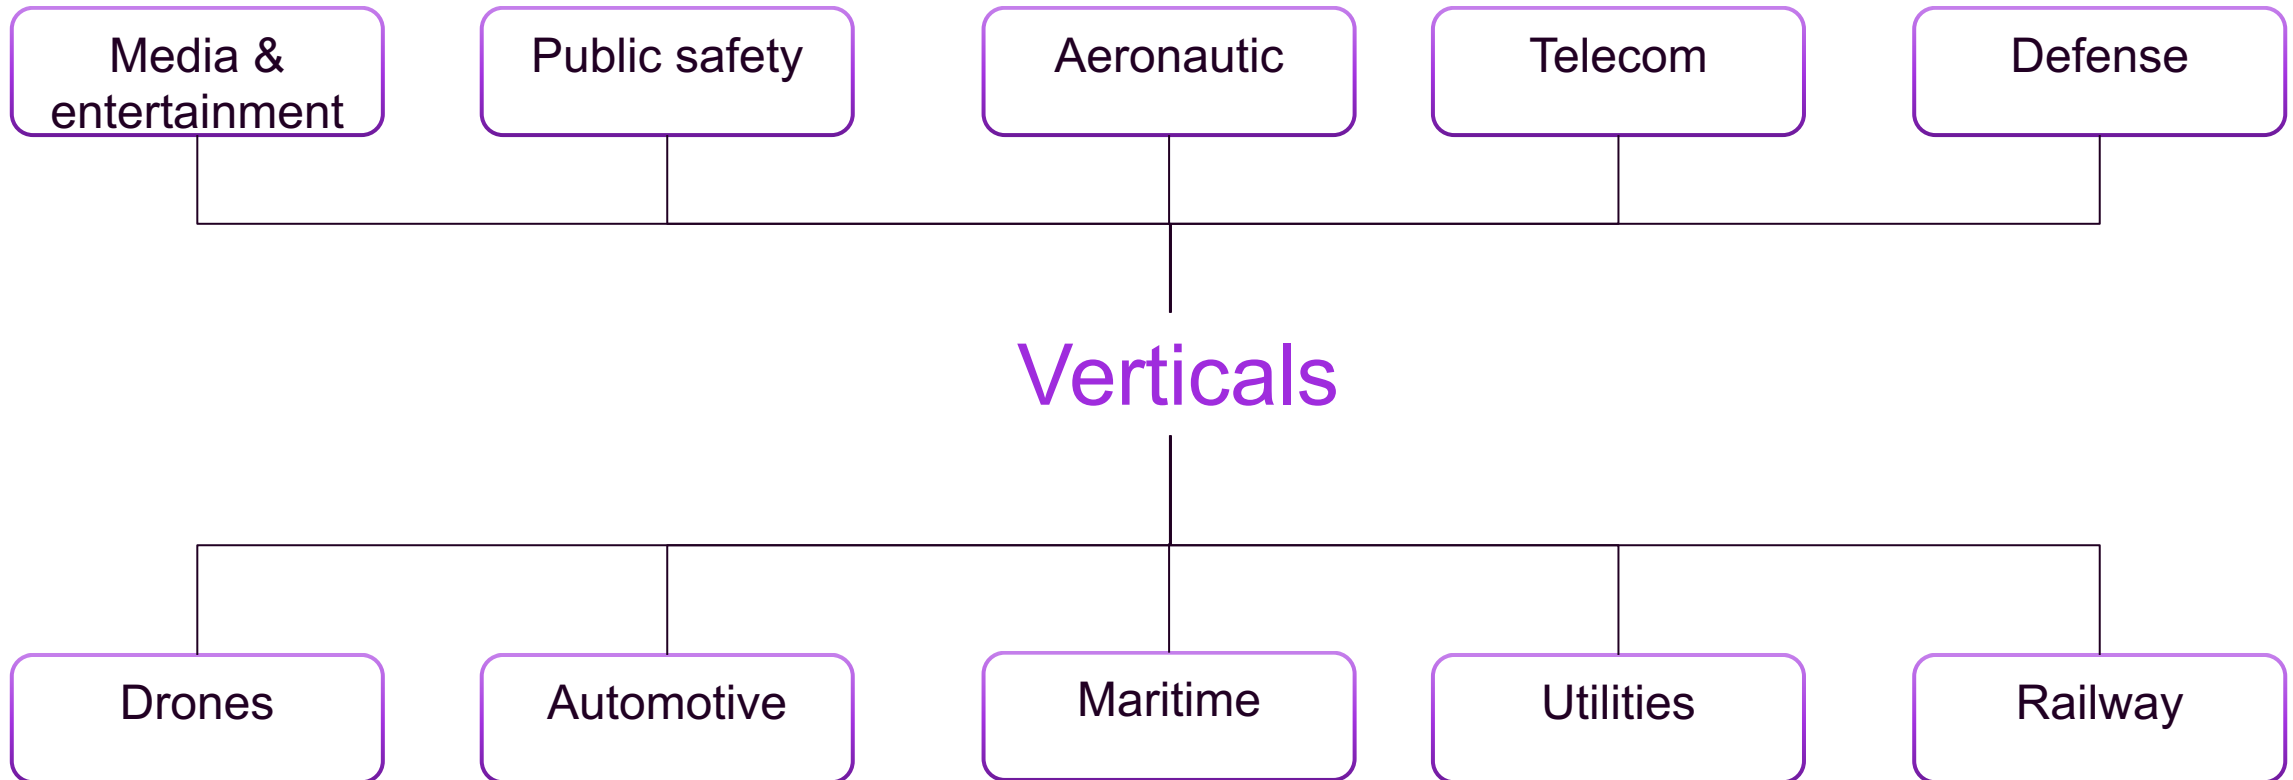 Media &
entertainment
Public safety
Aeronautic
Telecom
Defense
Verticals
Drones
Automotive
Maritime
Utilities
Railway